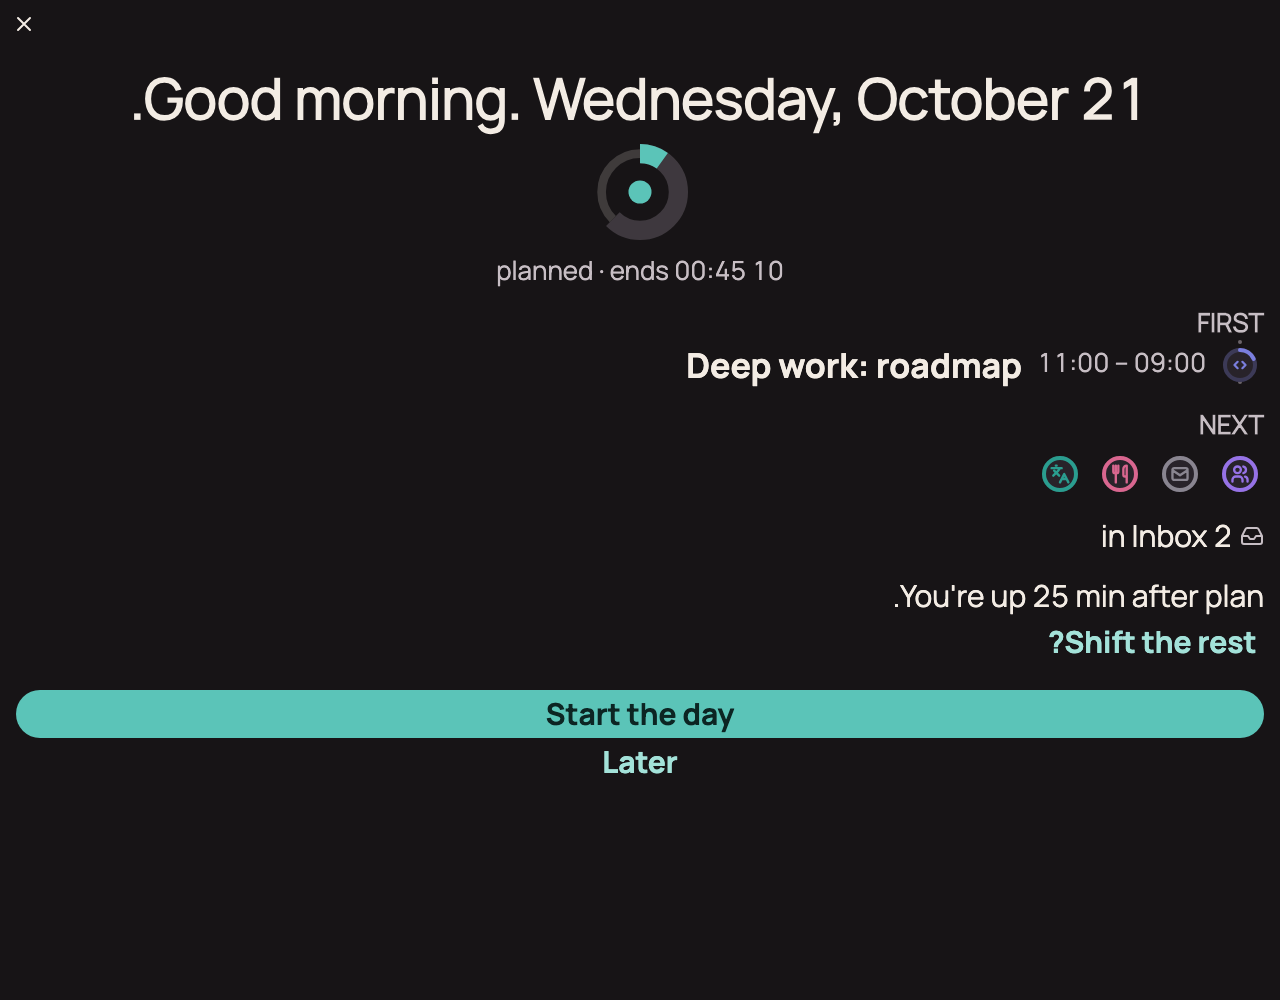 .Good morning. Wednesday, October 21
planned · ends 00:45 10
FIRST
Deep work: roadmap 11:00 – 09:00
NEXT
in Inbox 2
.You're up 25 min after plan
?Shift the rest
Start the day
Later